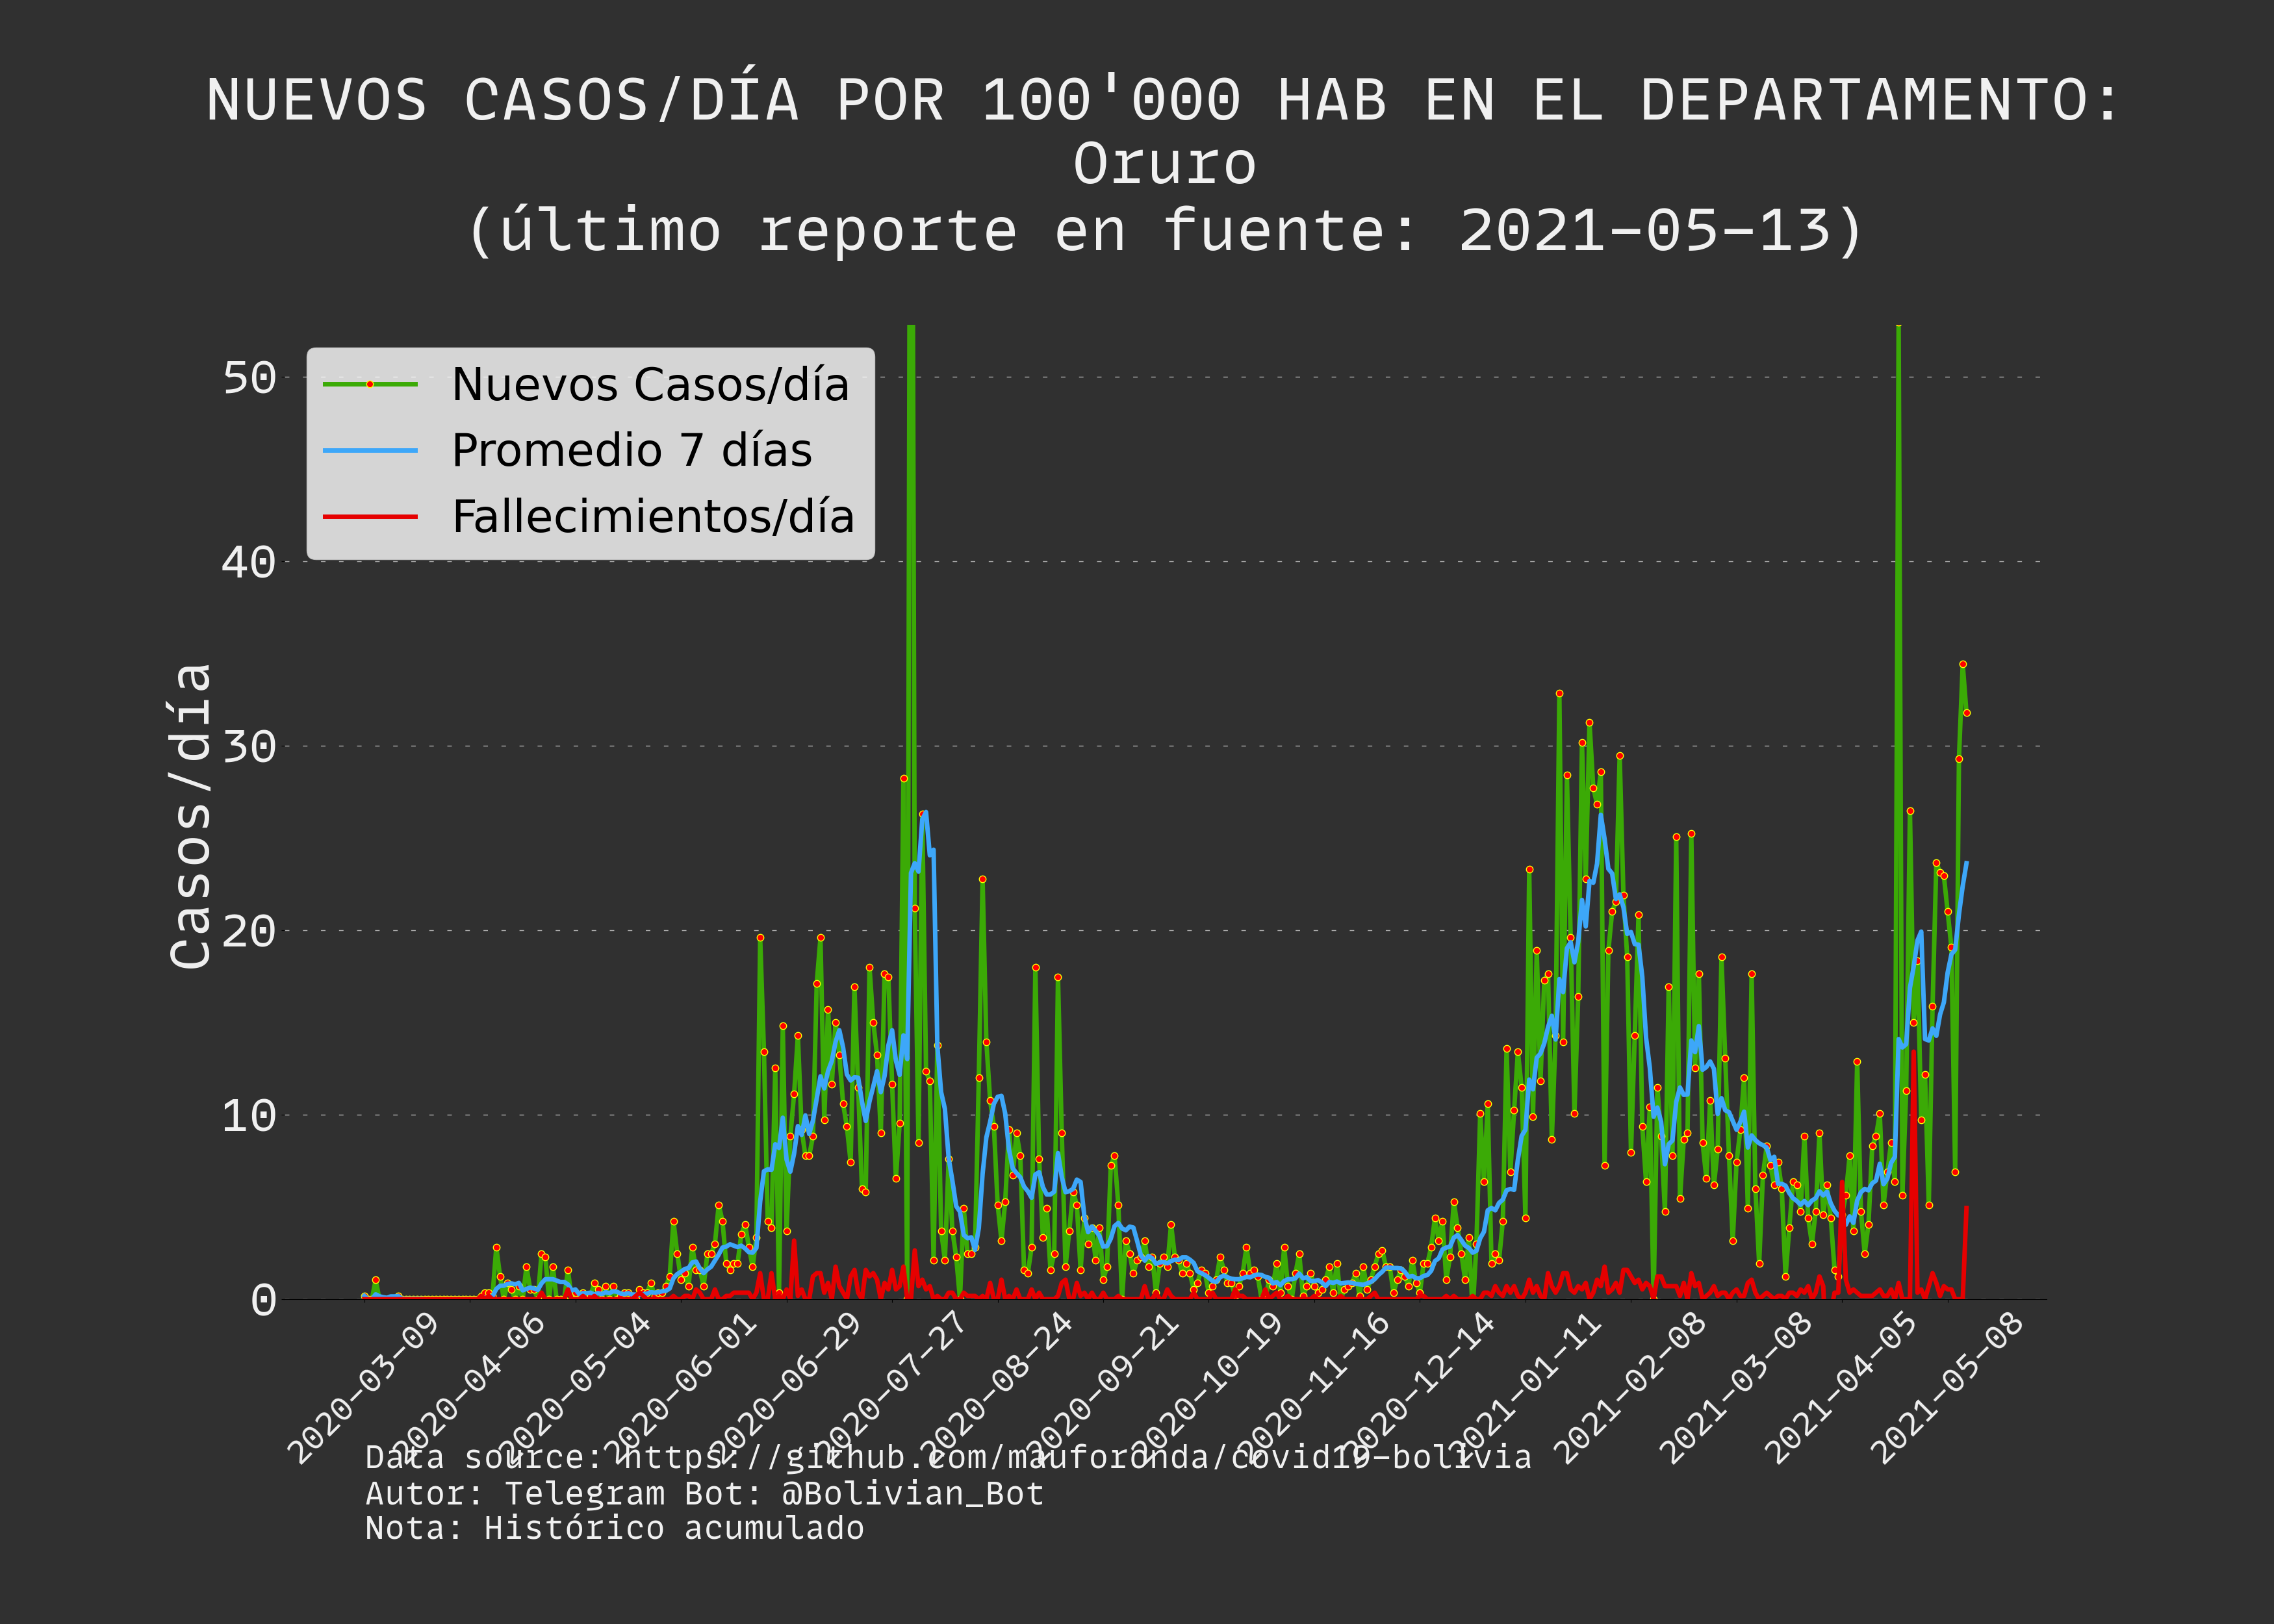 NUEVOS CASOS/DÍA POR 100'000 HAB EN EL DEPARTAMENTO:
Oruro
(último reporte en fuente: 2021-05-13)
Nuevos Casos/día
Promedio 7 días
Fallecimientos/día
Casos/día
50
40
30
20
10
0
2020-03-09
2020-04-06
2020-05-04
2020-06-01
2020-06-29
2020-07-27
2020-08-24
2020-09-21
2020-10-19
2020-11-16
2020-12-14
2021-01-11
2021-02-08
2021-03-08
2021-04-05
2021-05-08
Data source: https://github.com/mauforonda/covid19-bolivia
Autor: Telegram Bot: @Bolivian_Bot
Nota: Histórico acumulado